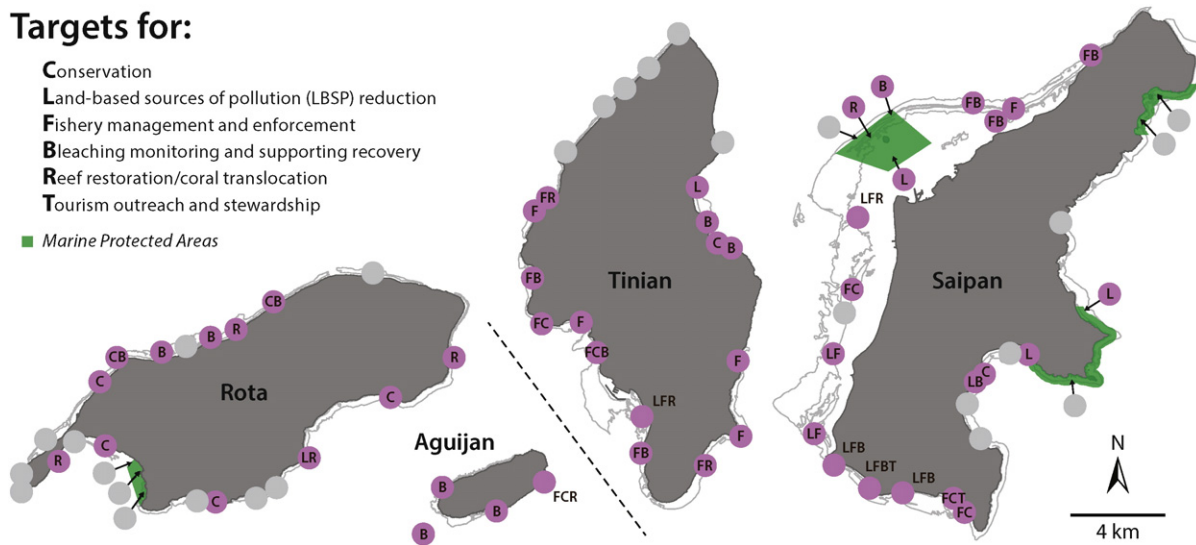 Targets for:
Conservation
Land-based sources of pollution (LBSP) reduction
Fishery management and enforcement
Bleaching monitoring and supporting recovery
Reef restoration/coral translocation
Tourism outreach and stewardship
Marine Protected Areas
Rota
CB
R
B
B
CB
C
R
C
C
R
LR
C
Aguijan
B
FCR
B
B
Tinian
L
FR
F
B
C
B
FB
FC
F
FCB
F
LFR
F
FB
FR
Saipan
FB
B
R
FB
F
FB
L
LFR
FC
L
LF
L
C
LB
LF
LFB
LFBT
LFB
FCT
FC
N
4 km